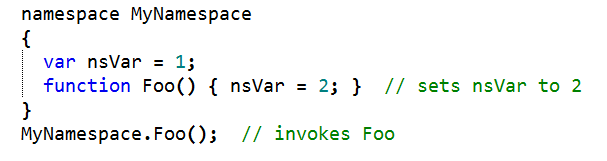 namespace MyNamespace
{
  var nsVar = 1;
  function Foo() { nsVar = 2; }  // sets nsVar to 2
}
MyNamespace.Foo();  // invokes Foo